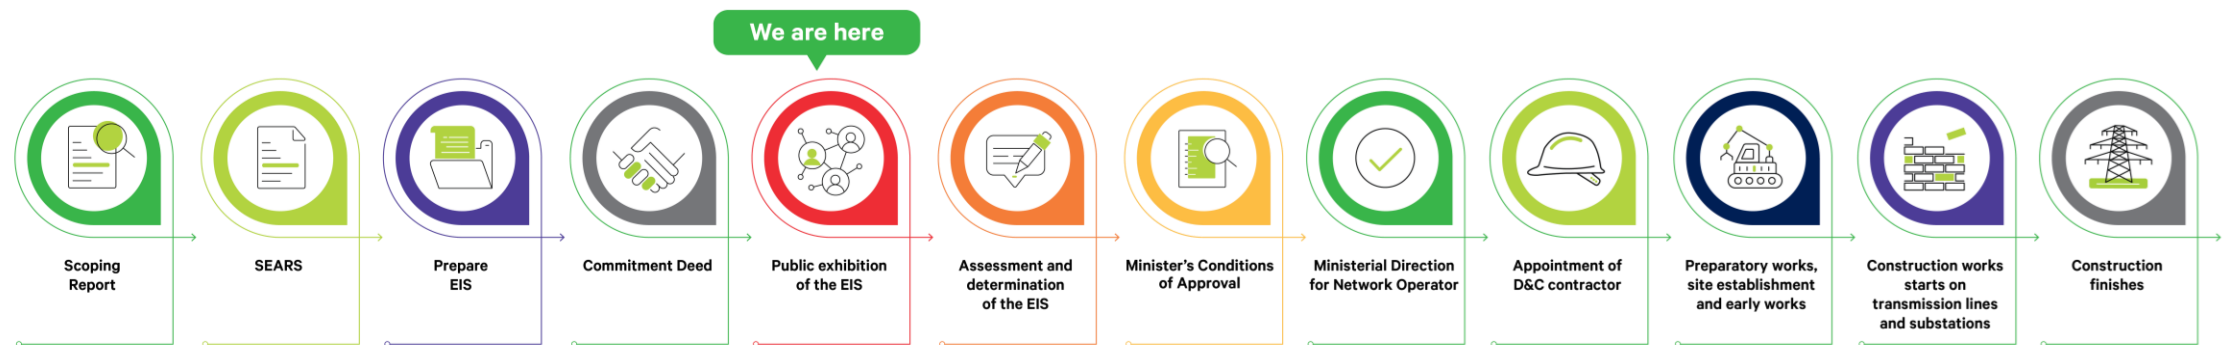 We are here
Scoping
Report
SEARS
Prepare
EIS
Commitment Deed
Public exhibition
of the EIS
Assessment and
determination
of the EIS
Minister's Conditions
of Approval
Ministerial Direction
for Network Operator
Appointment of
D&C contractor
Preparatory works,
site establishment
and early works
Construction works
starts on
transmission lines
and substations
Construction
finishes